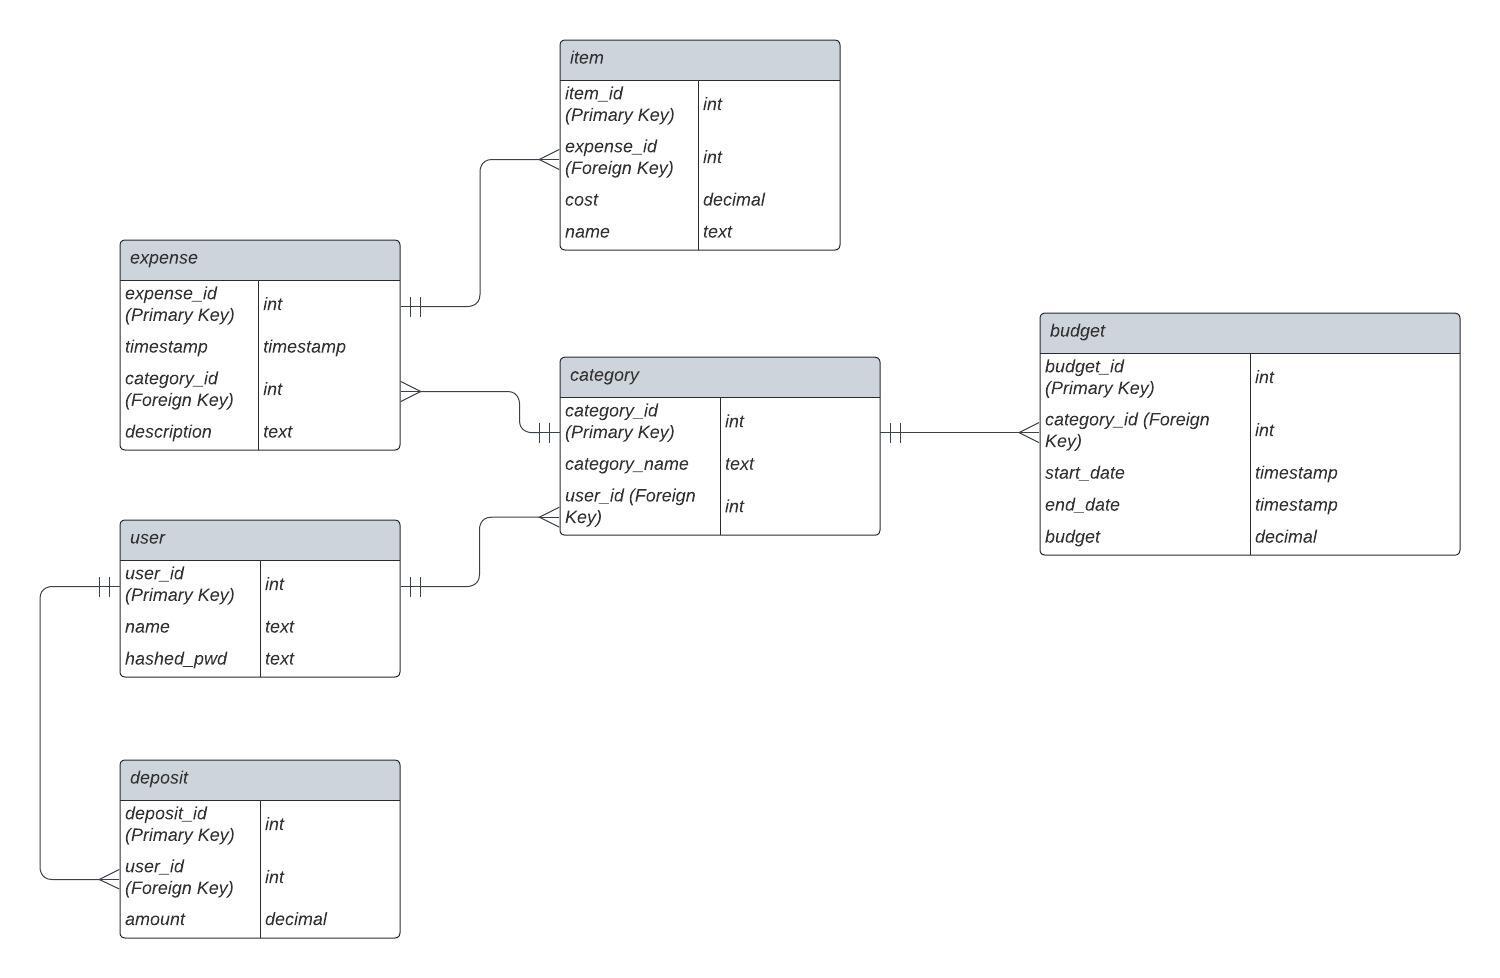 item
item_id
(Primary Key)
int
expense_id
(Foreign Key)
int
cost
decimal
name
text
expense
expense_id
(Primary Key)
int
timestamp
timestamp
category_id
(Foreign Key)
int
description
text
category
category_id
(Primary Key)
int
category_name
text
user_id (Foreign
Key)
int
budget
budget_id
(Primary Key)
int
category_id (Foreign
Key)
int
start_date
timestamp
end_date
timestamp
budget
decimal
user
user_id
(Primary Key)
int
name
text
hashed_pwd
text
deposit
deposit_id
(Primary Key)
int
user_id
(Foreign Key)
int
amount
decimal